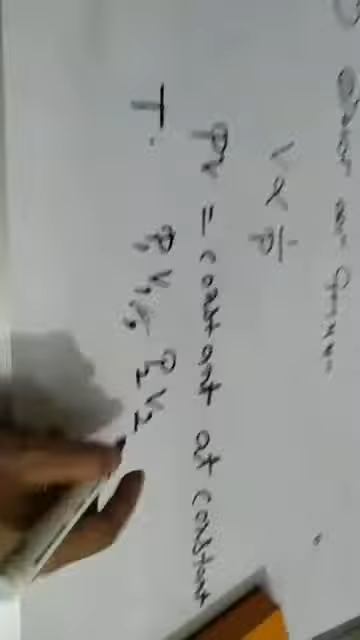 V ∝ 1/P
PV = constant at constant
T.
P₁V₁ = P₂V₂